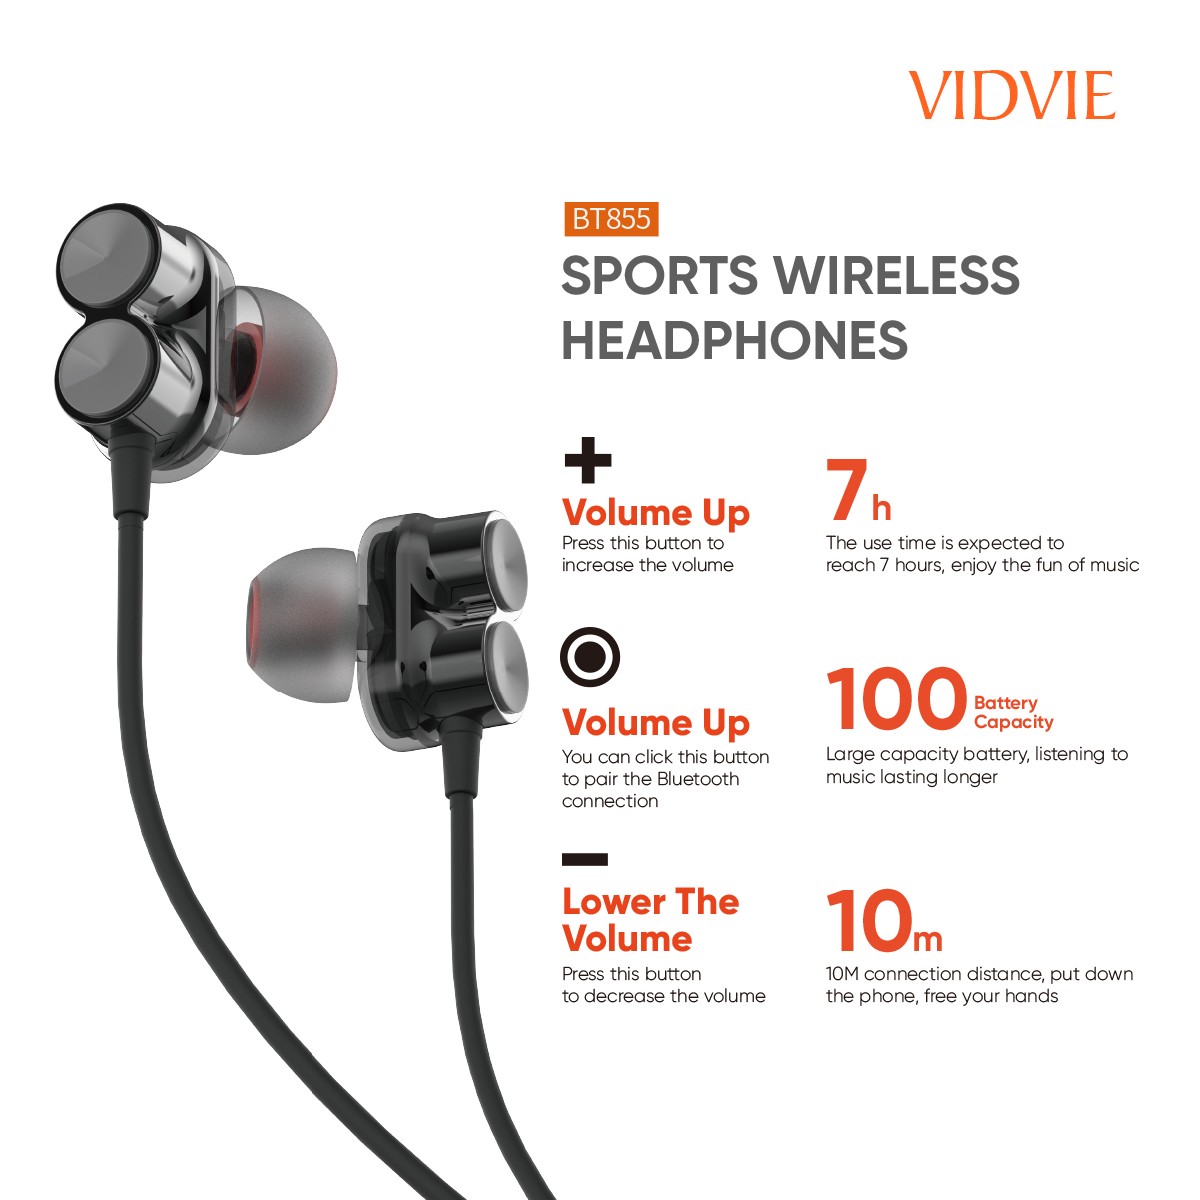 VIDVIE
BT855
SPORTS WIRELESS
HEADPHONES
Volume Up
Press this button to
increase the volume
7h
The use time is expected to
reach 7 hours, enjoy the fun of music
Volume Up
You can click this button
to pair the Bluetooth
connection
100 Battery
Capacity
Large capacity battery, listening to
music lasting longer
Lower The
Volume
Press this button
to decrease the volume
10m
10M connection distance, put down
the phone, free your hands